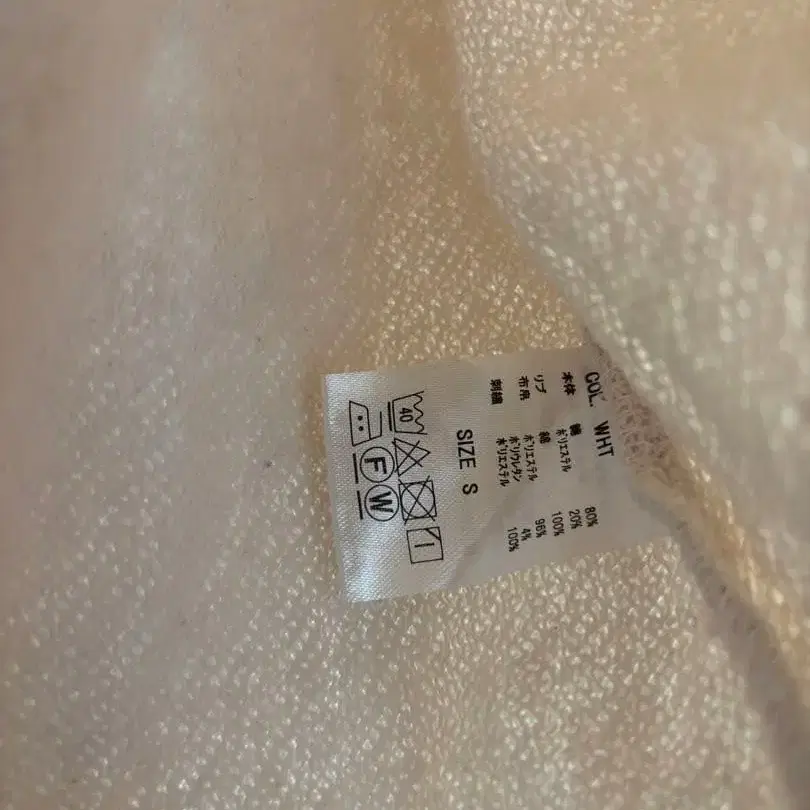 COL. WHT
本体 綿 80%
ﾎﾟﾘｴｽﾃﾙ 20%
リブ 綿 100%
布帛 ﾎﾟﾘｴｽﾃﾙ 96%
ﾎﾟﾘｳﾚﾀﾝ 4%
刺繍 ﾎﾟﾘｴｽﾃﾙ 100%
SIZE S
40
F W